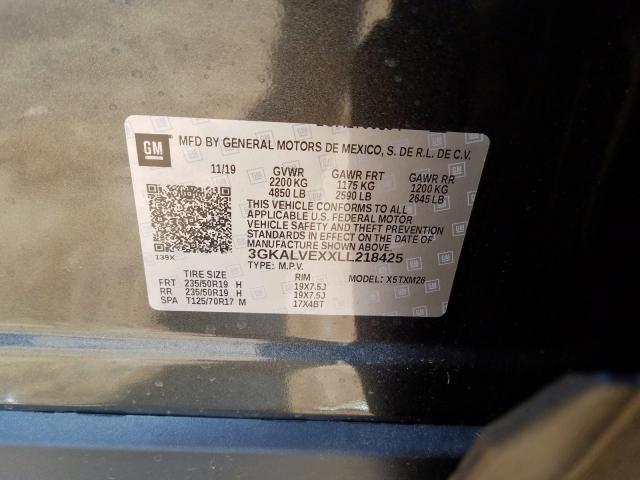 GM
MFD BY GENERAL MOTORS DE MEXICO, S. DE R.L. DE C.V.
11/19 GVWR GAWR FRT GAWR RR
2200 KG 1175 KG 1200 KG
4850 LB 2590 LB 2645 LB
THIS VEHICLE CONFORMS TO ALL
APPLICABLE U.S. FEDERAL MOTOR
VEHICLE SAFETY AND THEFT PREVENTION
STANDARDS IN EFFECT ON THE DATE OF
MANUFACTURE SHOWN ABOVE.
139X 3GKALVEXXLL218425
TYPE: M.P.V. MODEL: X5TXM26
TIRE SIZE RIM
FRT 235/50R19 H 19X7.5J
RR 235/50R19 H 19X7.5J
SPA T125/70R17 M 17X4BT